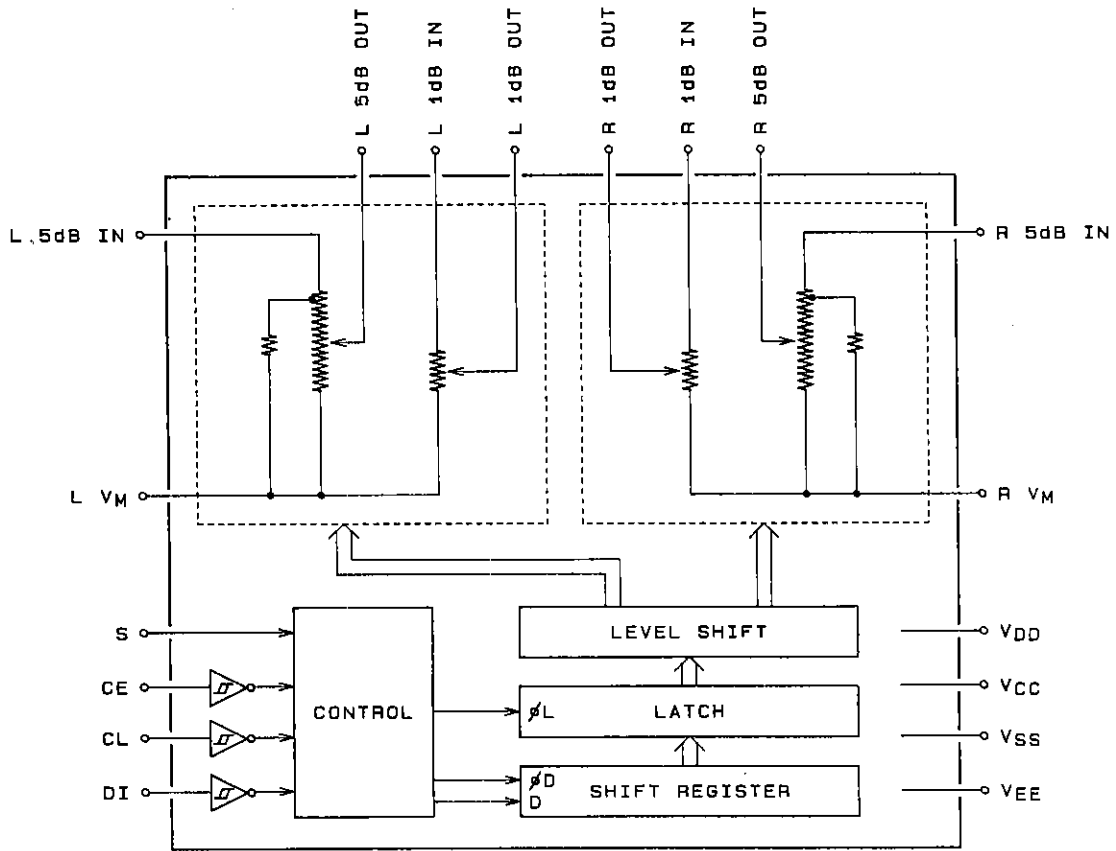 L 5dB OUT
L 1dB IN
L 1dB OUT
R 1dB OUT
R 1dB IN
R 5dB OUT
L 5dB IN
R 5dB IN
L VM
R VM
S
CE
CL
DI
CONTROL
LEVEL SHIFT
øL LATCH
øD
D
SHIFT REGISTER
VDD
VCC
VSS
VEE